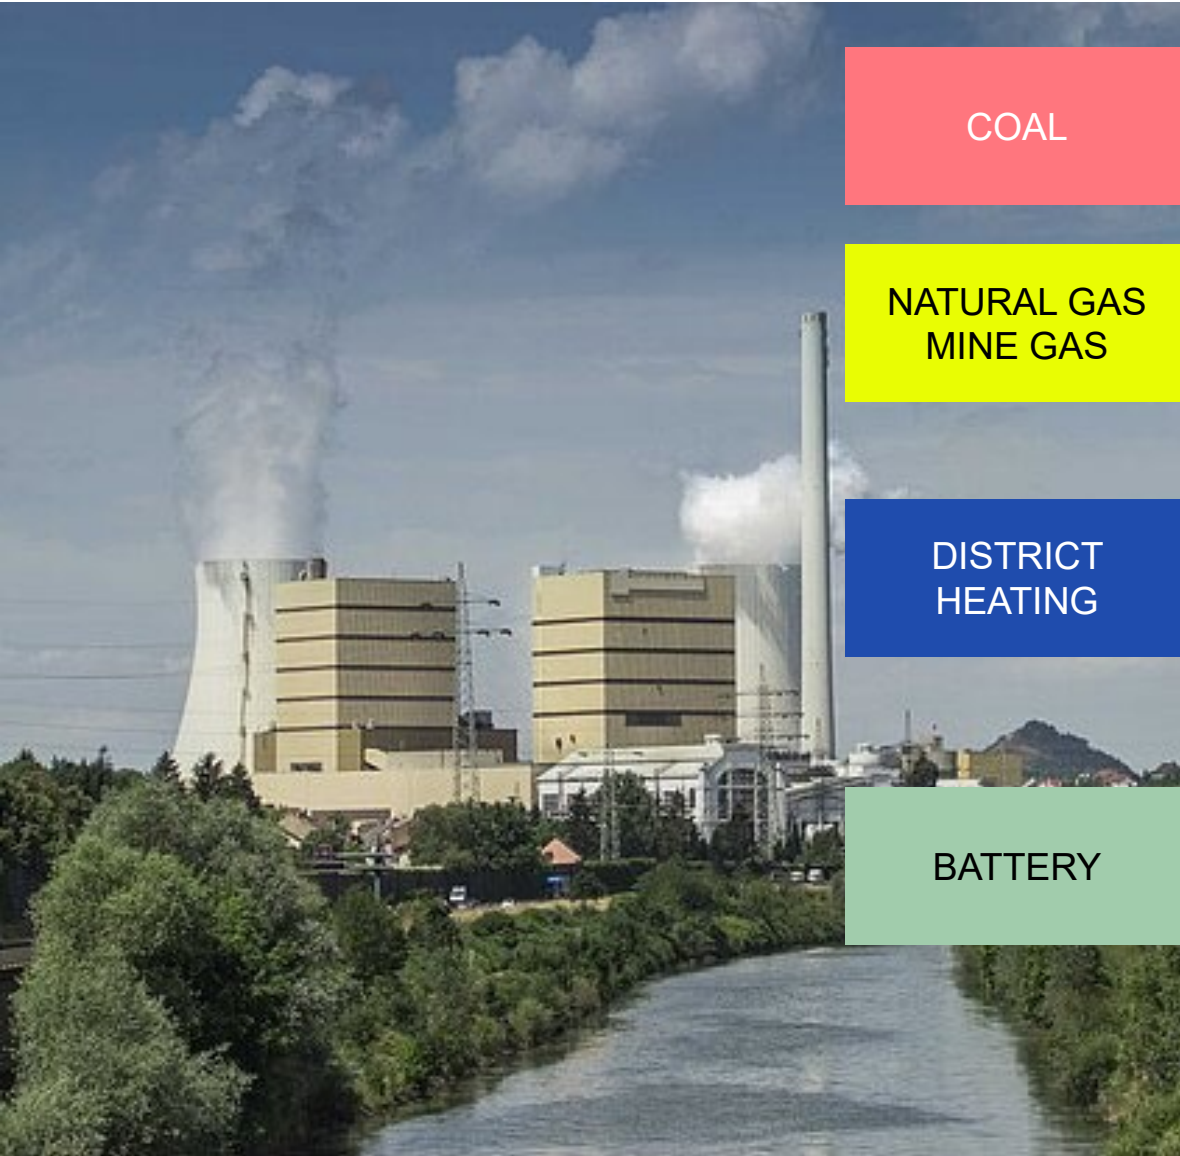 COAL
NATURAL GAS
MINE GAS
DISTRICT
HEATING
BATTERY